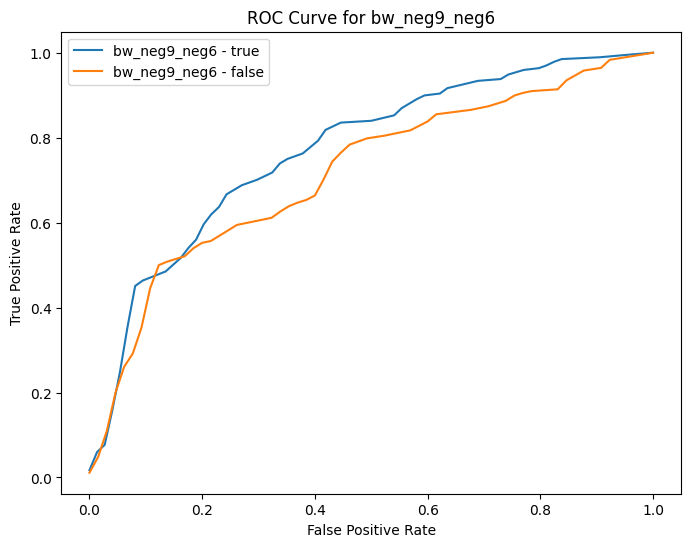 ROC Curve for bw_neg9_neg6
bw_neg9_neg6 - true
bw_neg9_neg6 - false
True Positive Rate
1.0
0.8
0.6
0.4
0.2
0.0
0.0 0.2 0.4 0.6 0.8 1.0
False Positive Rate